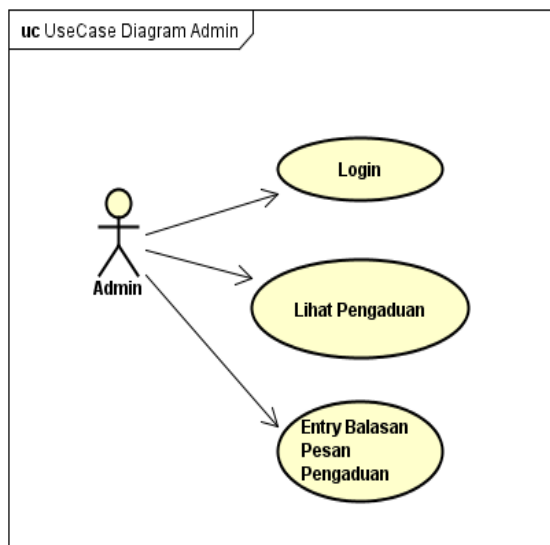 uc UseCase Diagram Admin
Login
Admin
Lihat Pengaduan
Entry Balasan
Pesan
Pengaduan